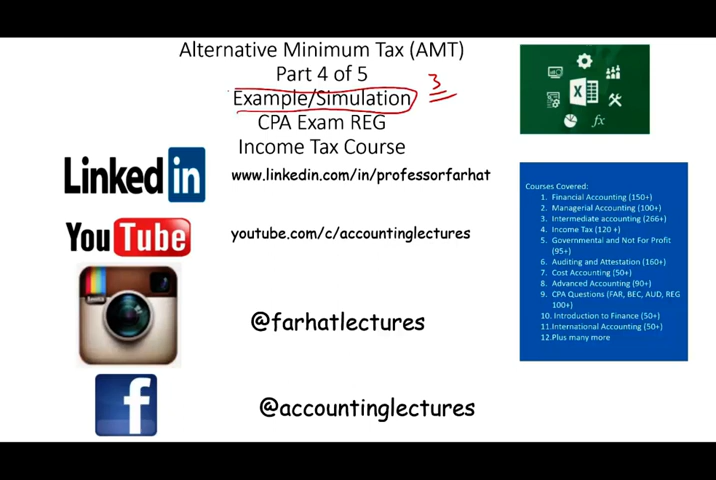 Alternative Minimum Tax (AMT)
Part 4 of 5
Example/Simulation
3
CPA Exam REG
Income Tax Course
Linked in
www.linkedin.com/in/professorfarhat
YouTube
youtube.com/c/accountinglectures
@farhatlectures
f
@accountinglectures
X
fx
Courses Covered:
1. Financial Accounting (150+)
2. Managerial Accounting (100+)
3. Intermediate accounting (266+)
4. Income Tax (120 +)
5. Governmental and Not For Profit
(95+)
6. Auditing and Attestation (160+)
7. Cost Accounting (50+)
8. Advanced Accounting (90+)
9. CPA Questions (FAR, BEC, AUD, REG
100+)
10. Introduction to Finance (50+)
11.International Accounting (50+)
12.Plus many more